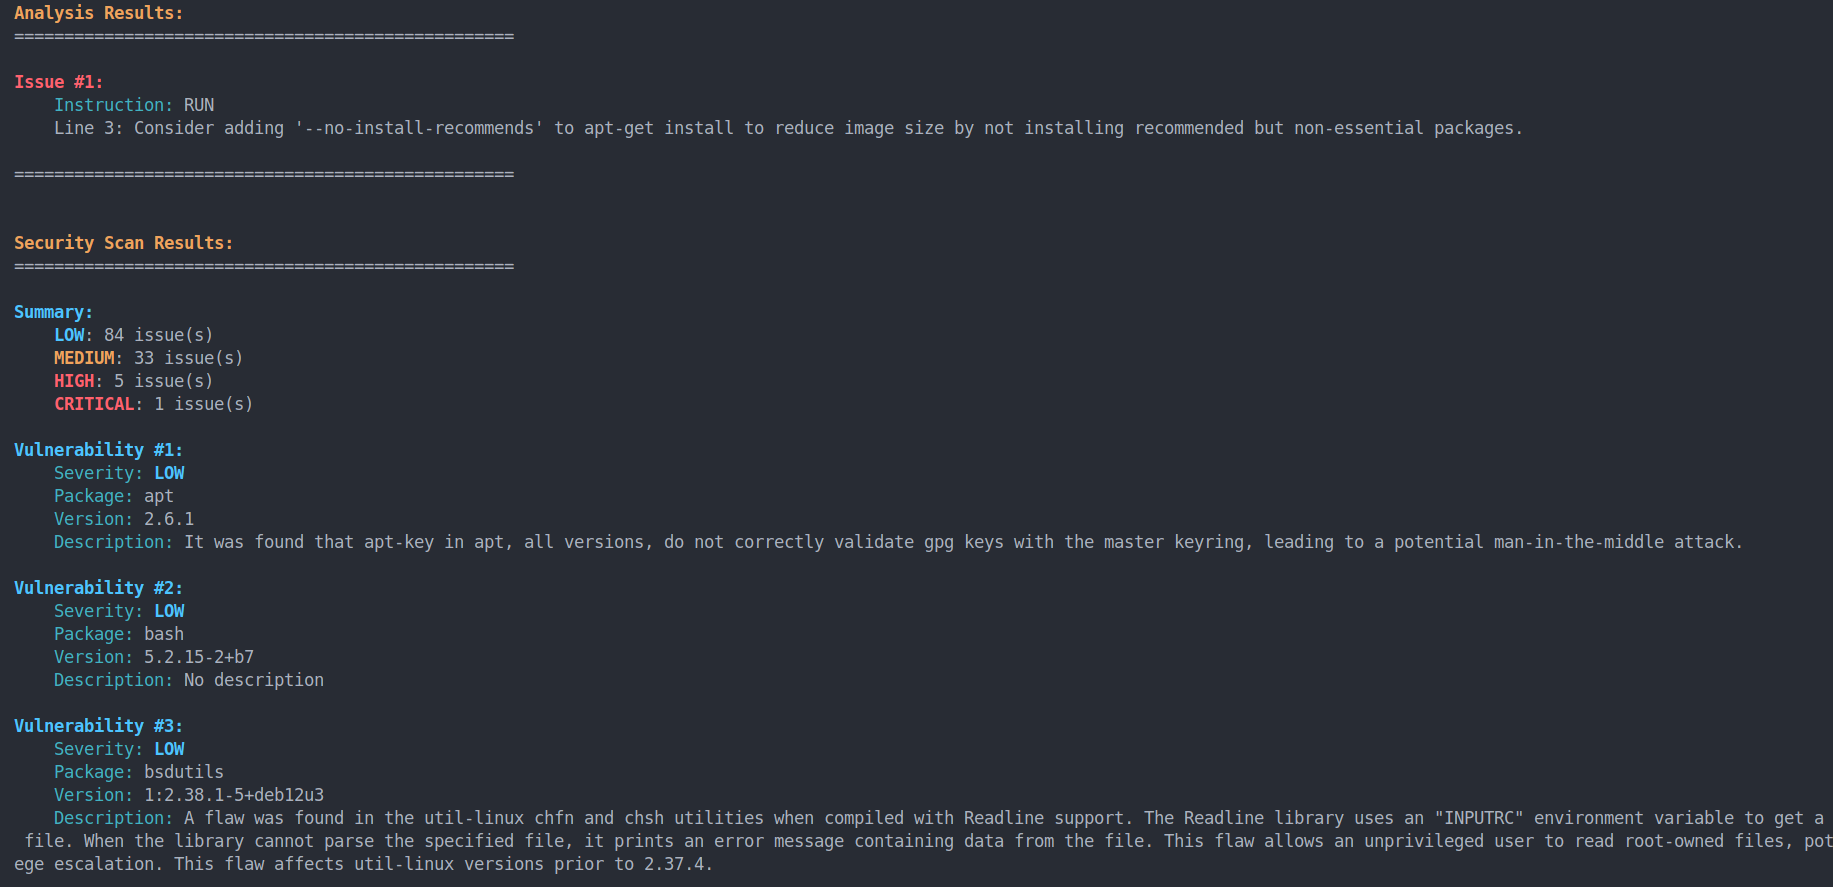 Analysis Results:
==================================================
Issue #1:
Instruction: RUN
Line 3: Consider adding '--no-install-recommends' to apt-get install to reduce image size by not installing recommended but non-essential packages.
==================================================
Security Scan Results:
==================================================
Summary:
LOW: 84 issue(s)
MEDIUM: 33 issue(s)
HIGH: 5 issue(s)
CRITICAL: 1 issue(s)
Vulnerability #1:
Severity: LOW
Package: apt
Version: 2.6.1
Description: It was found that apt-key in apt, all versions, do not correctly validate gpg keys with the master keyring, leading to a potential man-in-the-middle attack.
Vulnerability #2:
Severity: LOW
Package: bash
Version: 5.2.15-2+b7
Description: No description
Vulnerability #3:
Severity: LOW
Package: bsdutils
Version: 1:2.38.1-5+deb12u3
Description: A flaw was found in the util-linux chfn and chsh utilities when compiled with Readline support. The Readline library uses an "INPUTRC" environment variable to get a
file. When the library cannot parse the specified file, it prints an error message containing data from the file. This flaw allows an unprivileged user to read root-owned files, pot
ege escalation. This flaw affects util-linux versions prior to 2.37.4.